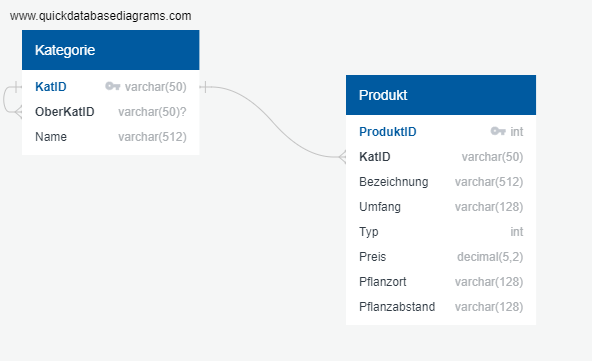 www.quickdatabasediagrams.com
Kategorie
KatID varchar(50)
OberKatID varchar(50)?
Name varchar(512)
Produkt
ProduktID int
KatID varchar(50)
Bezeichnung varchar(512)
Umfang varchar(128)
Typ int
Preis decimal(5,2)
Pflanzort varchar(128)
Pflanzabstand varchar(128)